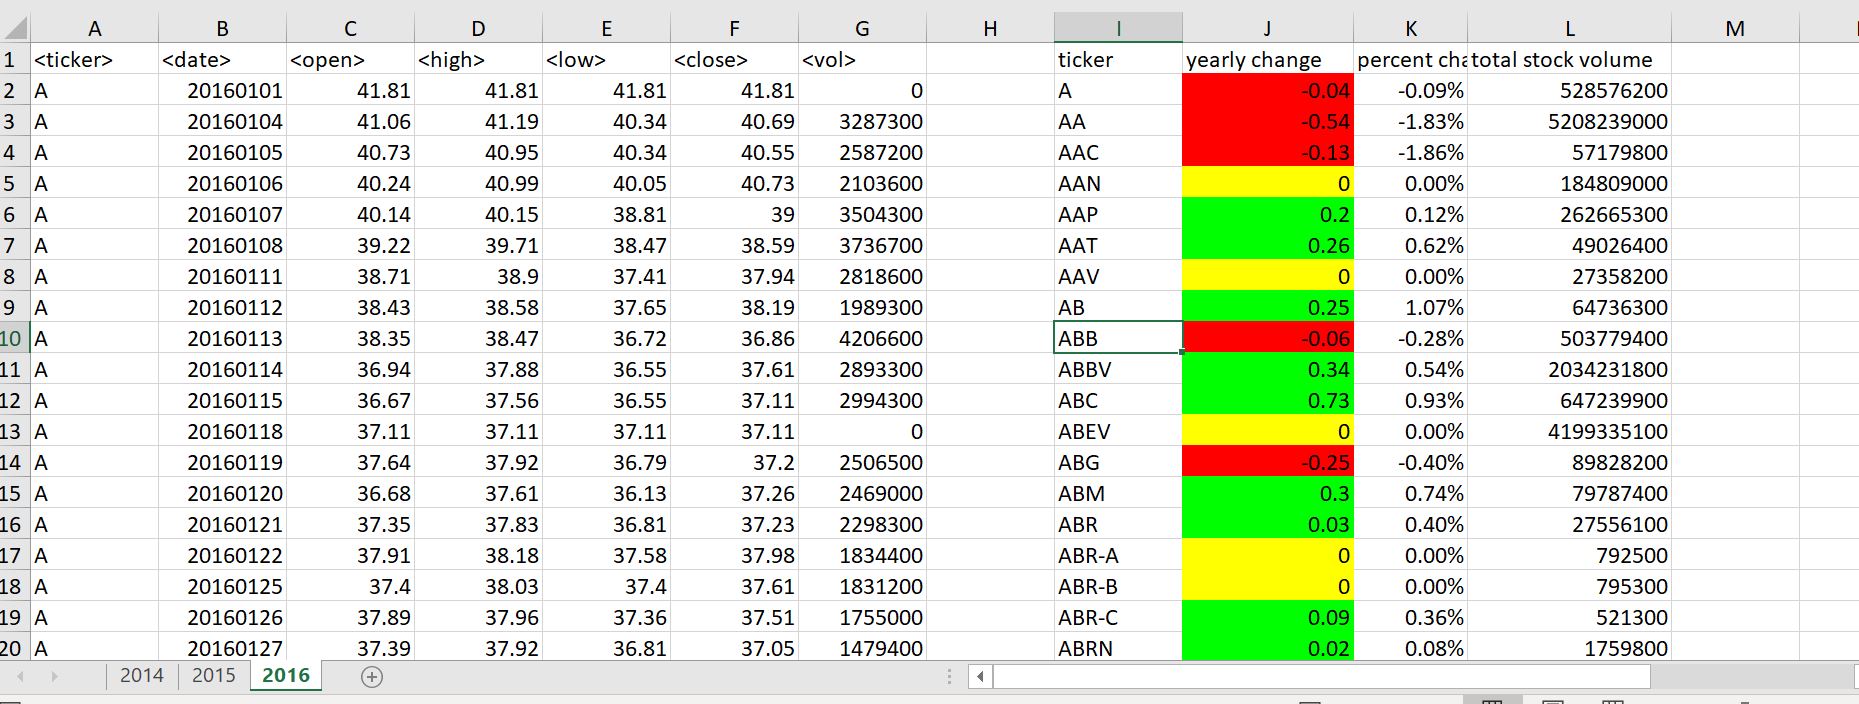 A B C D E F G H I J K L M
1 <ticker> <date> <open> <high> <low> <close> <vol> ticker yearly change percent cha total stock volume
2 A 20160101 41.81 41.81 41.81 41.81 0 A -0.04 -0.09% 528576200
3 A 20160104 41.06 41.19 40.34 40.69 3287300 AA -0.54 -1.83% 5208239000
4 A 20160105 40.73 40.95 40.34 40.55 2587200 AAC -0.13 -1.86% 57179800
5 A 20160106 40.24 40.99 40.05 40.73 2103600 AAN 0 0.00% 184809000
6 A 20160107 40.14 40.15 38.81 39 3504300 AAP 0.2 0.12% 262665300
7 A 20160108 39.22 39.71 38.47 38.59 3736700 AAT 0.26 0.62% 49026400
8 A 20160111 38.71 38.9 37.41 37.94 2818600 AAV 0 0.00% 27358200
9 A 20160112 38.43 38.58 37.65 38.19 1989300 AB 0.25 1.07% 64736300
10 A 20160113 38.35 38.47 36.72 36.86 4206600 ABB -0.06 -0.28% 503779400
11 A 20160114 36.94 37.88 36.55 37.61 2893300 ABBV 0.34 0.54% 2034231800
12 A 20160115 36.67 37.56 36.55 37.11 2994300 ABC 0.73 0.93% 647239900
13 A 20160118 37.11 37.11 37.11 37.11 0 ABEV 0 0.00% 4199335100
14 A 20160119 37.64 37.92 36.79 37.2 2506500 ABG -0.25 -0.40% 89828200
15 A 20160120 36.68 37.61 36.13 37.26 2469000 ABM 0.3 0.74% 79787400
16 A 20160121 37.35 37.83 36.81 37.23 2298300 ABR 0.03 0.40% 27556100
17 A 20160122 37.91 38.18 37.58 37.98 1834400 ABR-A 0 0.00% 792500
18 A 20160125 37.4 38.03 37.4 37.61 1831200 ABR-B 0 0.00% 795300
19 A 20160126 37.89 37.96 37.36 37.51 1755000 ABR-C 0.09 0.36% 521300
20 A 20160127 37.39 37.92 36.81 37.05 1479400 ABRN 0.02 0.08% 1759800
2014 2015 2016